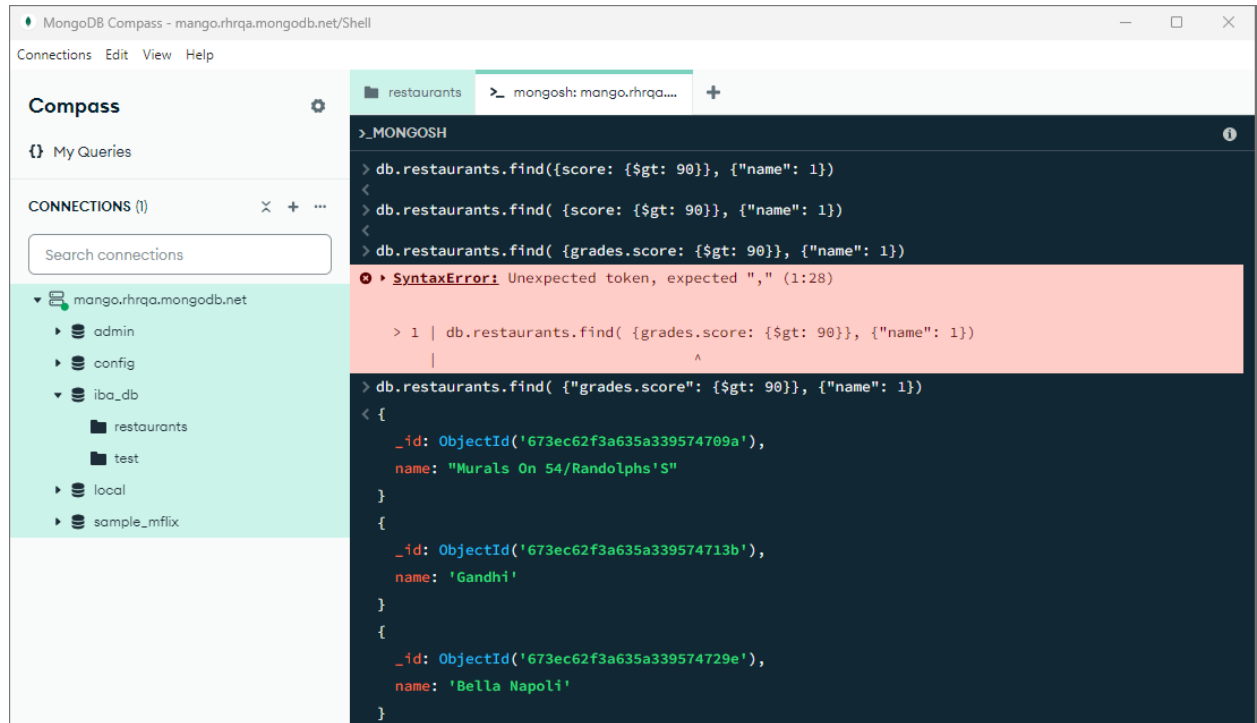 MongoDB Compass - mango.rhrqa.mongodb.net/Shell
Connections Edit View Help
Compass
{} My Queries
CONNECTIONS (1)
Search connections
mango.rhrqa.mongodb.net
admin
config
iba_db
restaurants
test
local
sample_mflix
restaurants
>_ mongosh: mango.rhrqa....
>_MONGOSH
> db.restaurants.find({score: {$gt: 90}}, {"name": 1})
<
> db.restaurants.find( {score: {$gt: 90}}, {"name": 1})
<
> db.restaurants.find( {grades.score: {$gt: 90}}, {"name": 1})
SyntaxError: Unexpected token, expected "," (1:28)
> 1 | db.restaurants.find( {grades.score: {$gt: 90}}, {"name": 1})
| ^
> db.restaurants.find( {"grades.score": {$gt: 90}}, {"name": 1})
< {
_id: ObjectId('673ec62f3a635a339574709a'),
name: "Murals On 54/Randolphs'S"
}
{
_id: ObjectId('673ec62f3a635a339574713b'),
name: 'Gandhi'
}
{
_id: ObjectId('673ec62f3a635a339574729e'),
name: 'Bella Napoli'
}